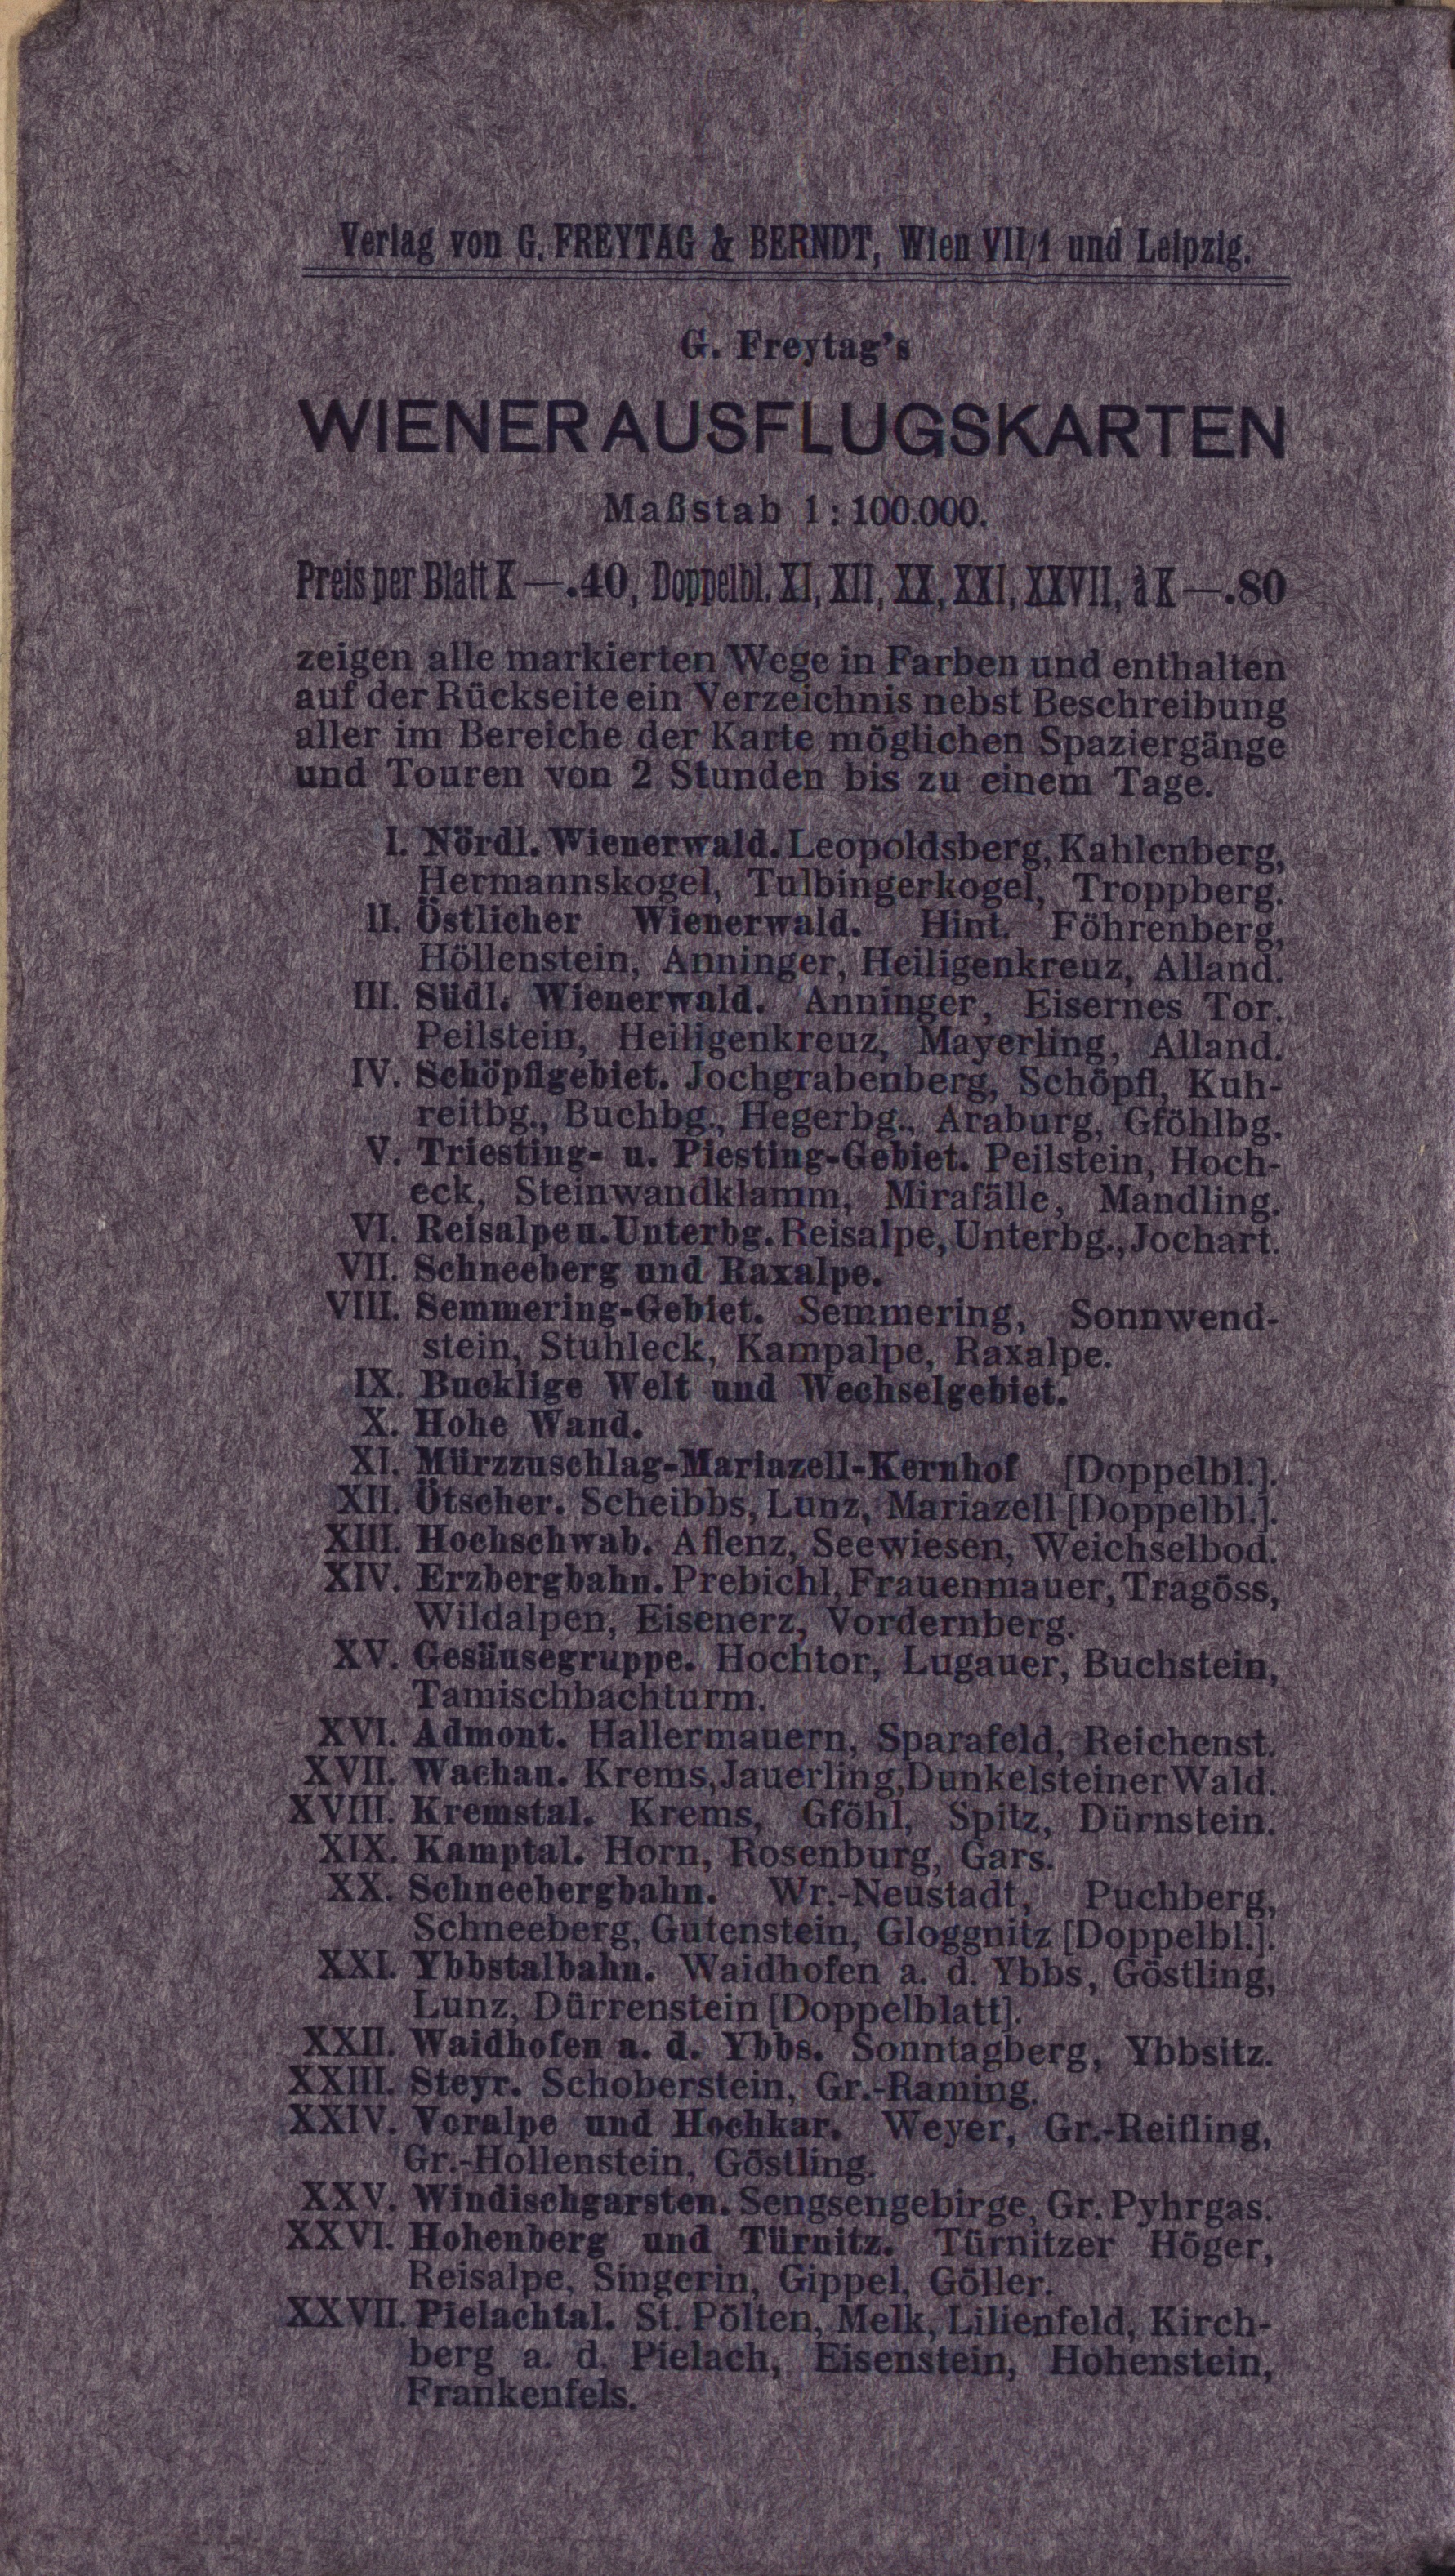 Verlag von G. FREYTAG & BERNDT, Wien VII/1 und Leipzig.
G. Freytag's
WIENER AUSFLUGSKARTEN
Maßstab 1 : 100.000.
Preis per Blatt K —.40, Doppelbl. XI, XII, XX, XXI, XXVII, à K —.80
zeigen alle markierten Wege in Farben und enthalten
auf der Rückseite ein Verzeichnis nebst Beschreibung
aller im Bereiche der Karte möglichen Spaziergänge
und Touren von 2 Stunden bis zu einem Tage.
I. Nördl. Wienerwald. Leopoldsberg, Kahlenberg,
Hermannskogel, Tulbingerkogel, Troppberg.
II. Östlicher Wienerwald. Hint. Föhrenberg,
Höllenstein, Anninger, Heiligenkreuz, Alland.
III. Südl. Wienerwald. Anninger, Eisernes Tor.
Peilstein, Heiligenkreuz, Mayerling, Alland.
IV. Schöpflgebiet. Jochgrabenberg, Schöpfl, Kuh-
reitbg., Buchbg., Hegerbg., Araburg, Gföhlbg.
V. Triesting- u. Piesting-Gebiet. Peilstein, Hoch-
eck, Steinwandklamm, Mirafälle, Mandling.
VI. Reisalpe u. Unterbg. Reisalpe, Unterbg., Jochart.
VII. Schneeberg und Raxalpe.
VIII. Semmering-Gebiet. Semmering, Sonnwend-
stein, Stuhleck, Kampalpe, Raxalpe.
IX. Bucklige Welt und Wechselgebiet.
X. Hohe Wand.
XI. Mürzzuschlag-Mariazell-Kernhof [Doppelbl.].
XII. Ötscher. Scheibbs, Lunz, Mariazell [Doppelbl.].
XIII. Hochschwab. Aflenz, Seewiesen, Weichselbod.
XIV. Erzbergbahn. Prebichl, Frauenmauer, Tragöss,
Wildalpen, Eisenerz, Vordernberg.
XV. Gesäusegruppe. Hochtor, Lugauer, Buchstein,
Tamischbachturm.
XVI. Admont. Hallermauern, Sparafeld, Reichenst.
XVII. Wachau. Krems, Jauerling, Dunkelsteiner Wald.
XVIII. Kremstal. Krems, Gföhl, Spitz, Dürnstein.
XIX. Kamptal. Horn, Rosenburg, Gars.
XX. Schneebergbahn. Wr.-Neustadt, Puchberg,
Schneeberg, Gutenstein, Gloggnitz [Doppelbl.].
XXI. Ybbstalbahn. Waidhofen a. d. Ybbs, Göstling,
Lunz, Dürrenstein [Doppelblatt].
XXII. Waidhofen a. d. Ybbs. Sonntagberg, Ybbsitz.
XXIII. Steyr. Schoberstein, Gr.-Raming.
XXIV. Voralpe und Hochkar. Weyer, Gr.-Reifling,
Gr.-Hollenstein, Göstling.
XXV. Windischgarsten. Sengsengebirge, Gr. Pyhrgas.
XXVI. Hohenberg und Türnitz. Türnitzer Höger,
Reisalpe, Singerin, Gippel, Göller.
XXVII. Pielachtal. St. Pölten, Melk, Lilienfeld, Kirch-
berg a. d. Pielach, Eisenstein, Hohenstein,
Frankenfels.